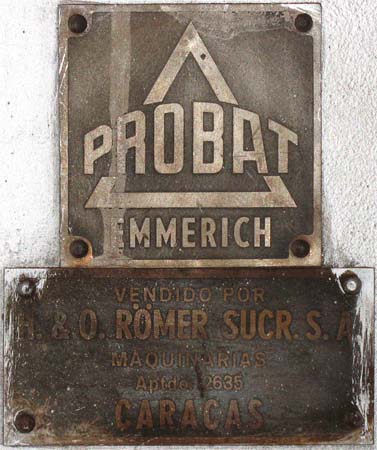 PROBAT
EMMERICH
VENDIDO POR
H. & O. RÖMER SUCR. S. A
MAQUINARIAS
Aptdo. 2635
CARACAS